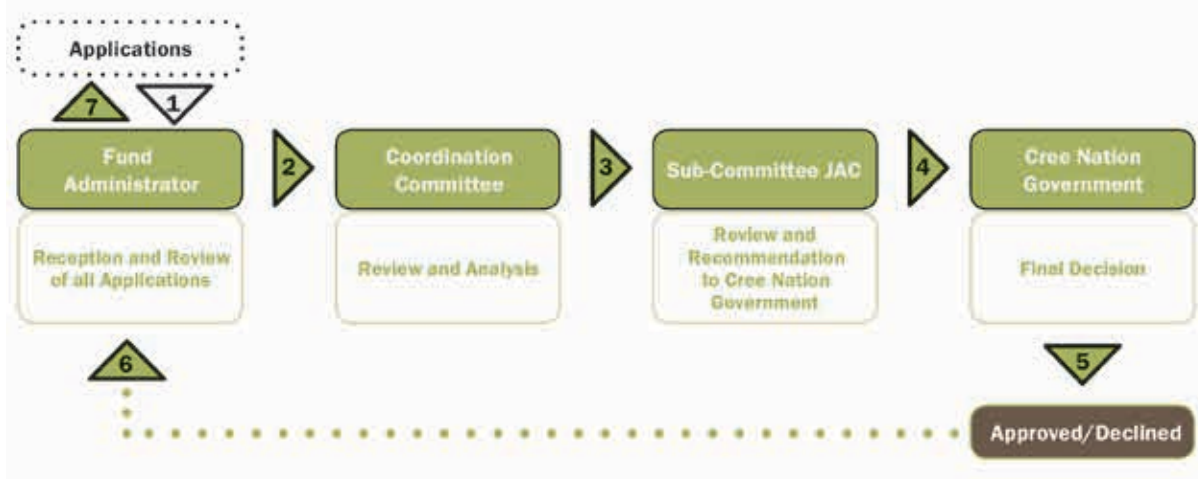 Applications
7
1
Fund
Administrator
2
Coordination
Committee
3
Sub-Committee JAC
4
Cree Nation
Government
Reception and Review
of all Applications
Review and Analysis
Review and
Recommendation
to Cree Nation
Government
Final Decision
6
5
Approved/Declined